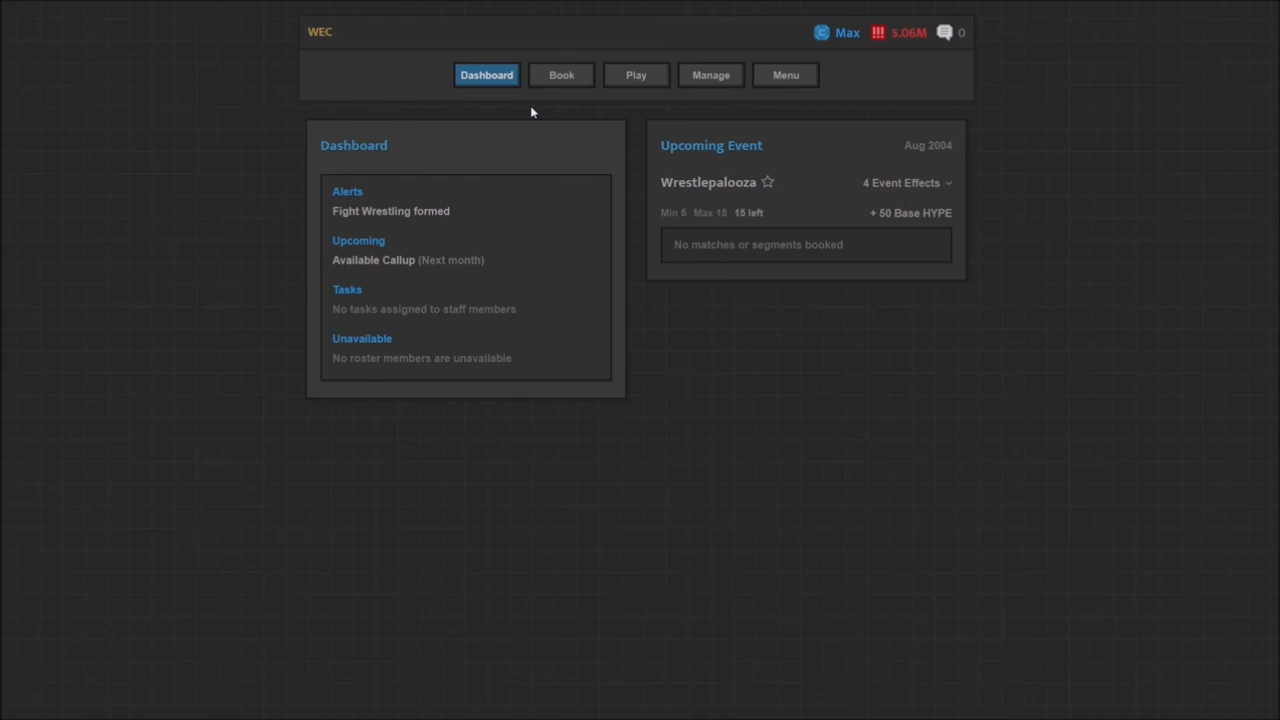 WEC
Max 5.06M 0
Dashboard Book Play Manage Menu
Dashboard
Alerts
Fight Wrestling formed
Upcoming
Available Callup (Next month)
Tasks
No tasks assigned to staff members
Unavailable
No roster members are unavailable
Upcoming Event Aug 2004
Wrestlepalooza 4 Event Effects
Min 5 Max 15 15 left + 50 Base HYPE
No matches or segments booked